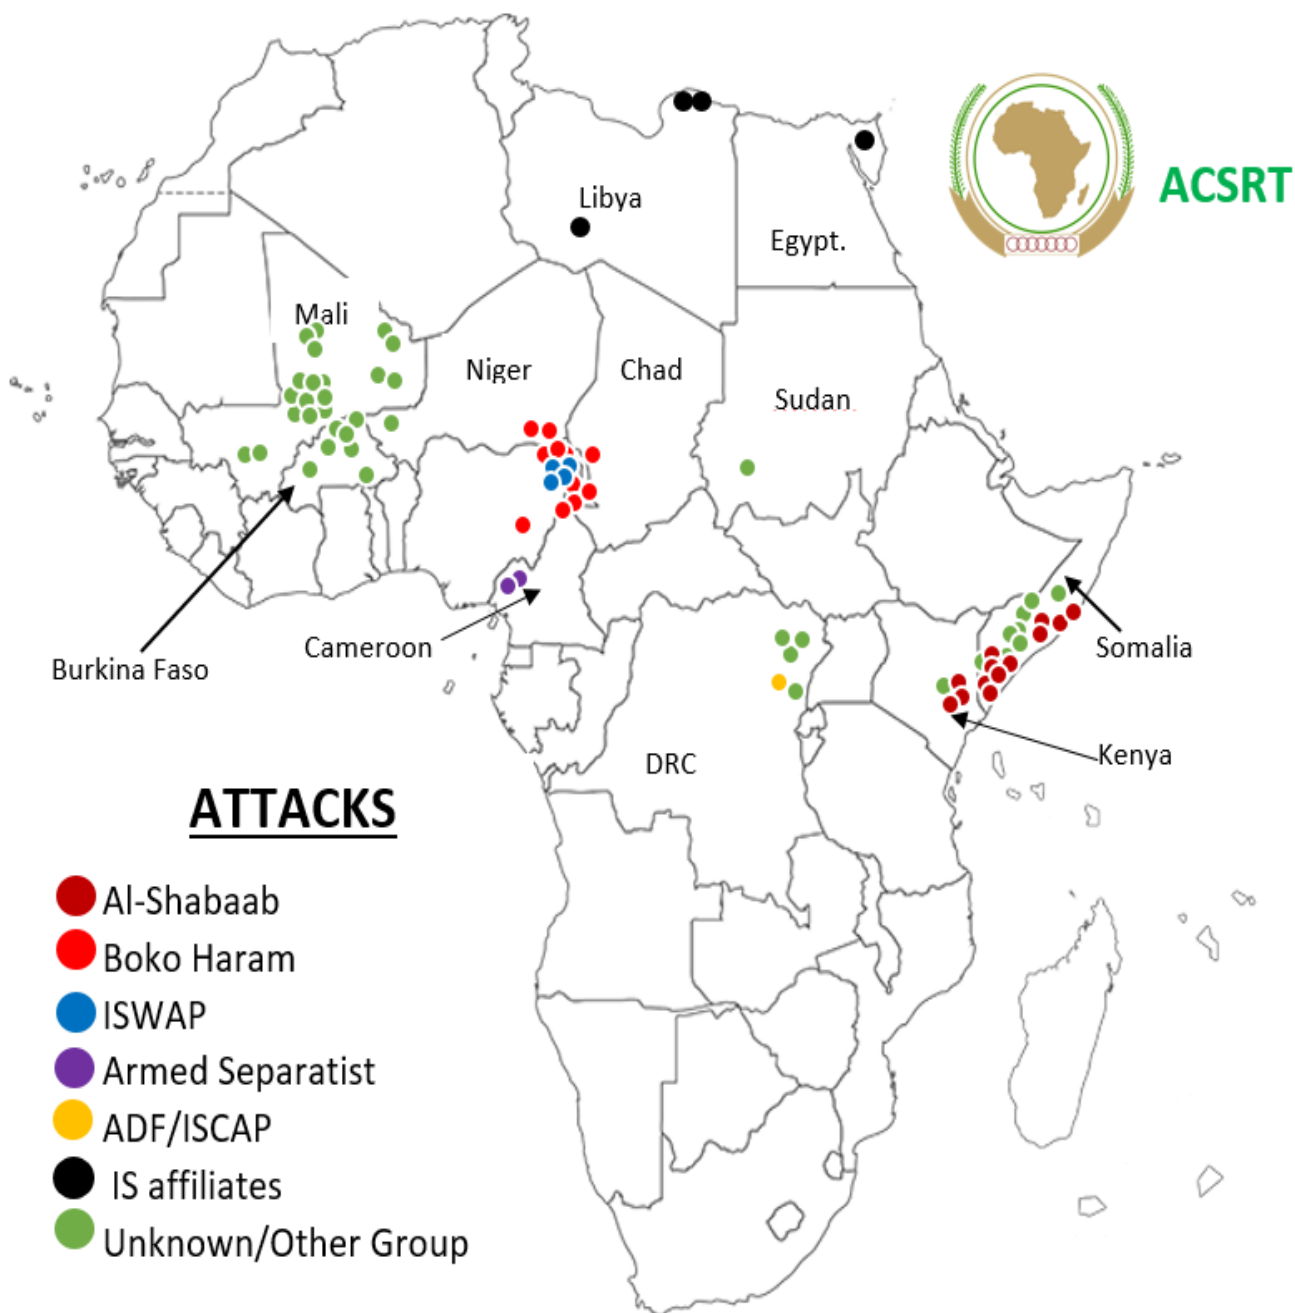 ACSRT
Libya
Egypt.
Mali
Niger
Chad
Sudan
Cameroon
Burkina Faso
Somalia
Kenya
DRC
ATTACKS
Al-Shabaab
Boko Haram
ISWAP
Armed Separatist
ADF/ISCAP
IS affiliates
Unknown/Other Group